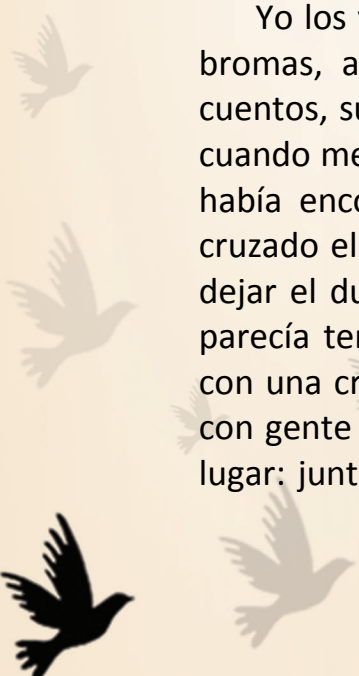 Yo los
bromas, a
cuentos, su
cuando me
había enco
cruzado el
dejar el du
parecía ter
con una cr
con gente
lugar: junt